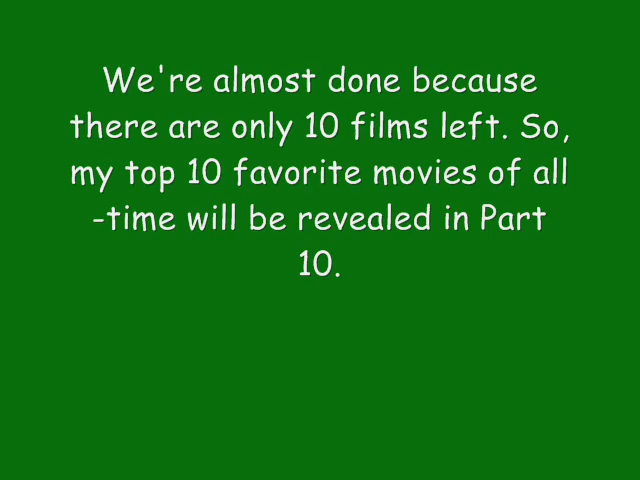 We're almost done because
there are only 10 films left. So,
my top 10 favorite movies of all
-time will be revealed in Part
10.